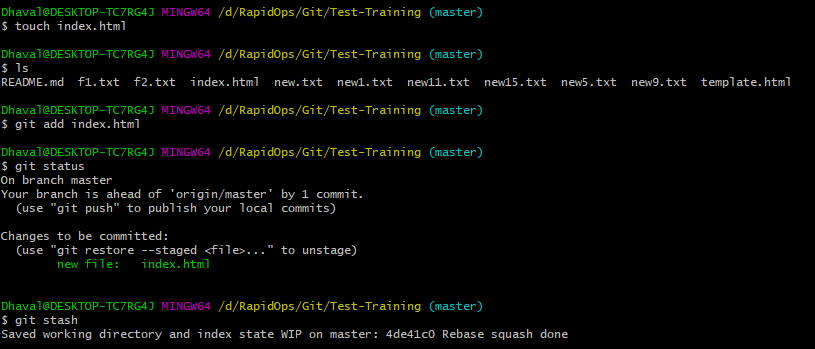 Dhaval@DESKTOP-TC7RG4J MINGW64 /d/RapidOps/Git/Test-Training (master)
$ touch index.html
Dhaval@DESKTOP-TC7RG4J MINGW64 /d/RapidOps/Git/Test-Training (master)
$ ls
README.md  f1.txt  f2.txt  index.html  new.txt  new1.txt  new11.txt  new15.txt  new5.txt  new9.txt  template.html
Dhaval@DESKTOP-TC7RG4J MINGW64 /d/RapidOps/Git/Test-Training (master)
$ git add index.html
Dhaval@DESKTOP-TC7RG4J MINGW64 /d/RapidOps/Git/Test-Training (master)
$ git status
On branch master
Your branch is ahead of 'origin/master' by 1 commit.
  (use "git push" to publish your local commits)
Changes to be committed:
  (use "git restore --staged <file>..." to unstage)
        new file:   index.html
Dhaval@DESKTOP-TC7RG4J MINGW64 /d/RapidOps/Git/Test-Training (master)
$ git stash
Saved working directory and index state WIP on master: 4de41c0 Rebase squash done